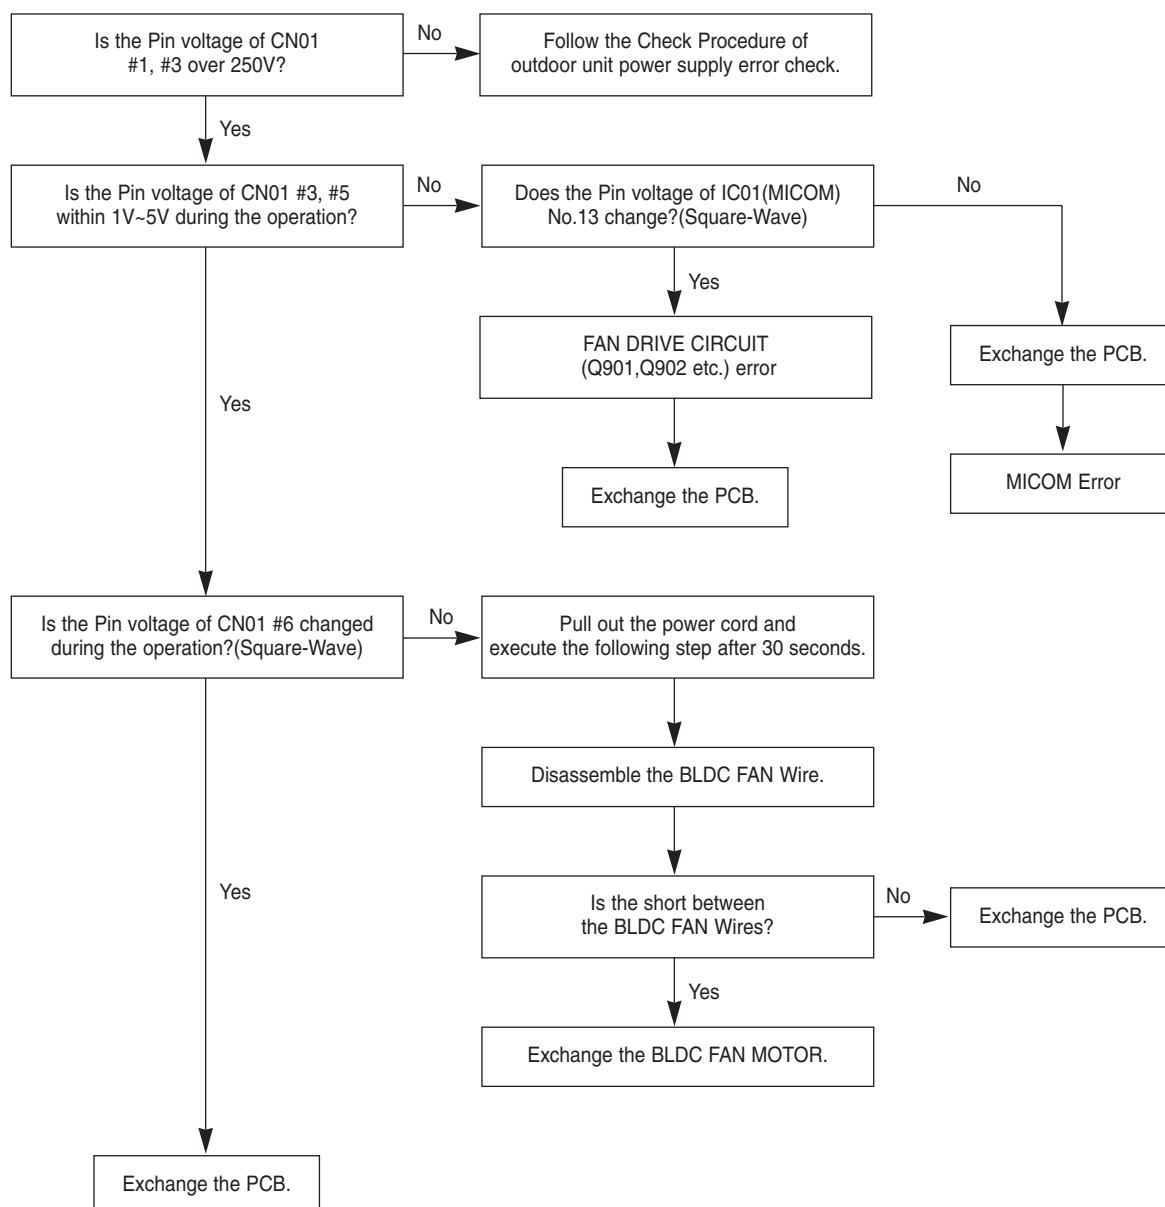 Is the Pin voltage of CN01
#1, #3 over 250V?
No
Follow the Check Procedure of
outdoor unit power supply error check.
Yes
Is the Pin voltage of CN01 #3, #5
within 1V~5V during the operation?
No
Does the Pin voltage of IC01(MICOM)
No.13 change?(Square-Wave)
No
Yes
FAN DRIVE CIRCUIT
(Q901,Q902 etc.) error
Exchange the PCB.
Exchange the PCB.
MICOM Error
Yes
Is the Pin voltage of CN01 #6 changed
during the operation?(Square-Wave)
No
Pull out the power cord and
execute the following step after 30 seconds.
Disassemble the BLDC FAN Wire.
Is the short between
the BLDC FAN Wires?
No
Exchange the PCB.
Yes
Exchange the BLDC FAN MOTOR.
Yes
Exchange the PCB.